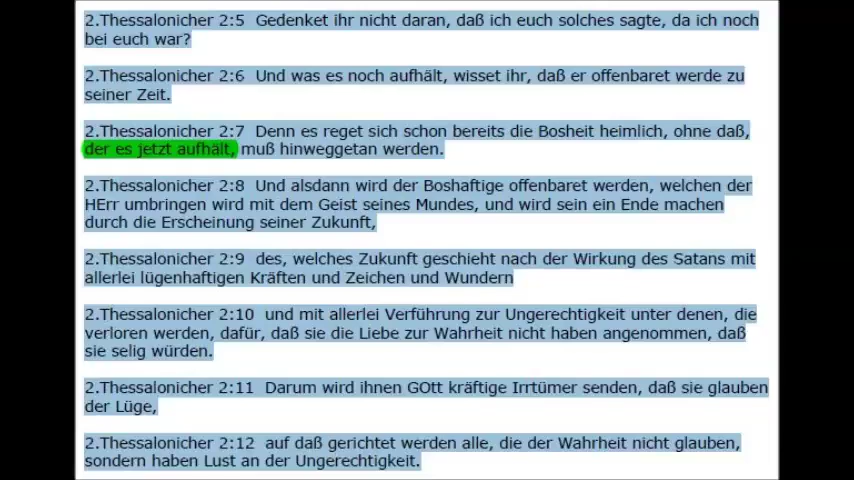 2.Thessalonicher 2:5 Gedenket ihr nicht daran, daß ich euch solches sagte, da ich noch
bei euch war?
2.Thessalonicher 2:6 Und was es noch aufhält, wisset ihr, daß er offenbaret werde zu
seiner Zeit.
2.Thessalonicher 2:7 Denn es reget sich schon bereits die Bosheit heimlich, ohne daß,
der es jetzt aufhält, muß hinweggetan werden.
2.Thessalonicher 2:8 Und alsdann wird der Boshaftige offenbaret werden, welchen der
HErr umbringen wird mit dem Geist seines Mundes, und wird sein ein Ende machen
durch die Erscheinung seiner Zukunft,
2.Thessalonicher 2:9 des, welches Zukunft geschieht nach der Wirkung des Satans mit
allerlei lügenhaftigen Kräften und Zeichen und Wundern
2.Thessalonicher 2:10 und mit allerlei Verführung zur Ungerechtigkeit unter denen, die
verloren werden, dafür, daß sie die Liebe zur Wahrheit nicht haben angenommen, daß
sie selig würden.
2.Thessalonicher 2:11 Darum wird ihnen GOtt kräftige Irrtümer senden, daß sie glauben
der Lüge,
2.Thessalonicher 2:12 auf daß gerichtet werden alle, die der Wahrheit nicht glauben,
sondern haben Lust an der Ungerechtigkeit.